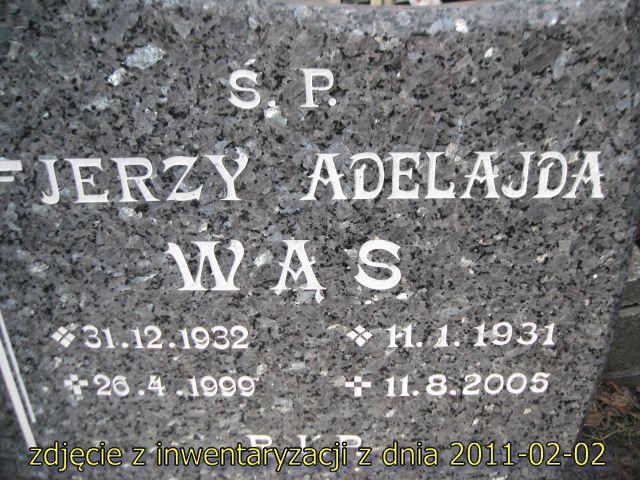 Ś. P.
JERZY ADELAJDA
WĄS
31.12.1932 11.1.1931
26.4.1999 11.8.2005
zdjęcie z inwentaryzacji z dnia 2011-02-02